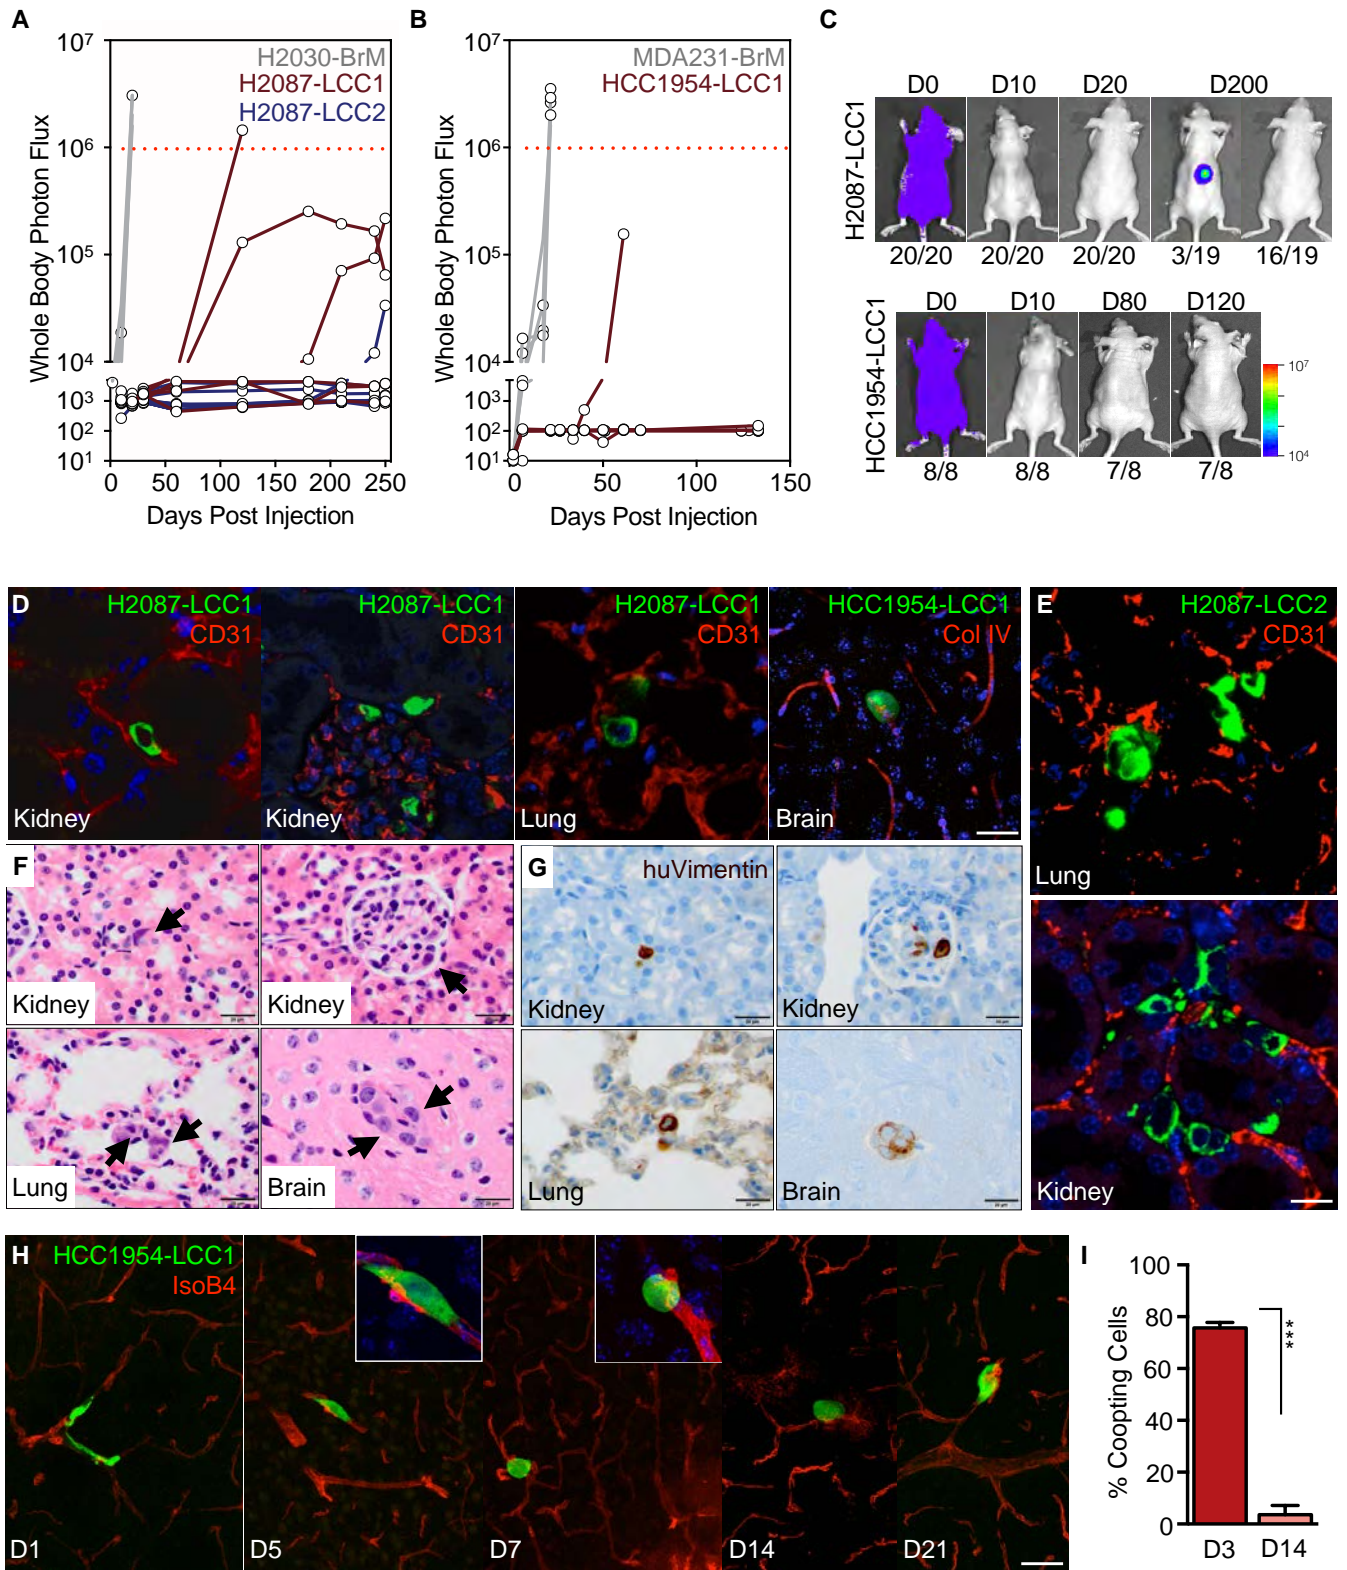 A
10⁷
10⁶
10⁵
10⁴
10³
10²
10¹
Whole Body Photon Flux
H2030-BrM
H2087-LCC1
H2087-LCC2
0 50 100 150 200 250
Days Post Injection
B
10⁷
10⁶
10⁵
10⁴
10³
10²
10¹
Whole Body Photon Flux
MDA231-BrM
HCC1954-LCC1
0 50 100 150
Days Post Injection
C
H2087-LCC1
D0 D10 D20 D200
20/20 20/20 20/20 3/19 16/19
HCC1954-LCC1
D0 D10 D80 D120
8/8 8/8 7/8 7/8
10⁷
10⁴
D
H2087-LCC1
CD31
Kidney
H2087-LCC1
CD31
Kidney
H2087-LCC1
CD31
Lung
HCC1954-LCC1
Col IV
Brain
E
H2087-LCC2
CD31
Lung
Kidney
F
Kidney
Kidney
Lung
Brain
G
huVimentin
Kidney
Kidney
Lung
Brain
H
HCC1954-LCC1
IsoB4
D1 D5 D7 D14 D21
I
% Coopting Cells
100
80
60
40
20
0
***
D3 D14